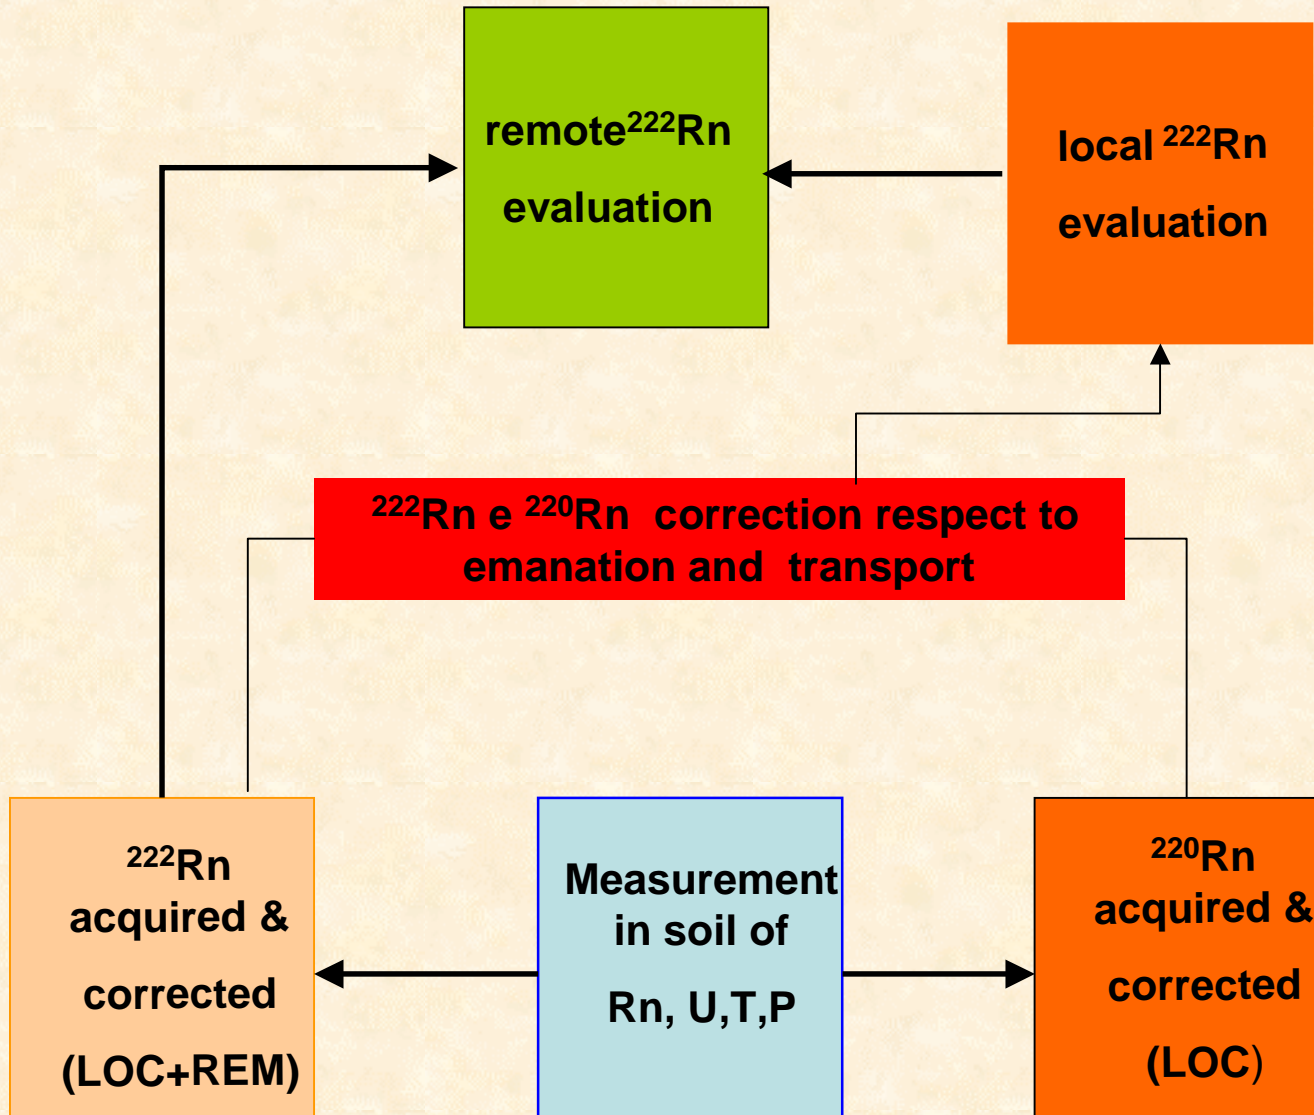 remote²²²Rn
evaluation
local ²²²Rn
evaluation
²²²Rn e ²²⁰Rn correction respect to
emanation and transport
²²²Rn
acquired &
corrected
(LOC+REM)
Measurement
in soil of
Rn, U,T,P
²²⁰Rn
acquired &
corrected
(LOC)